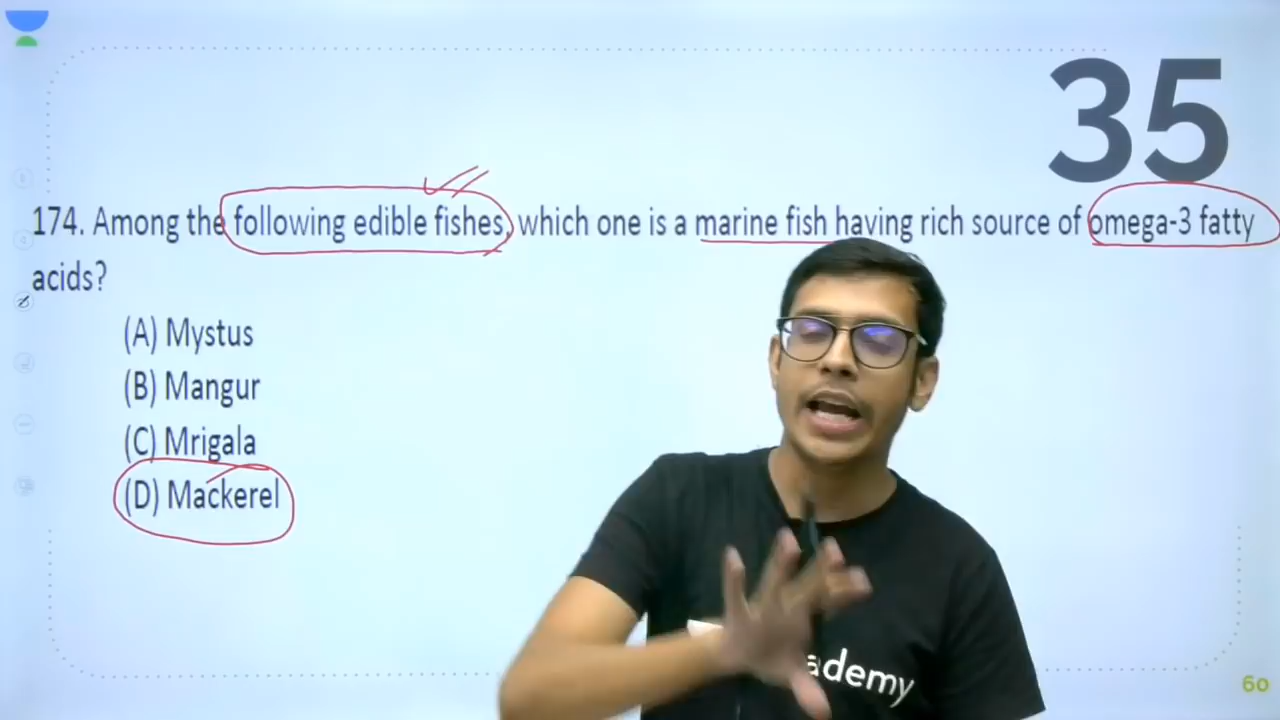 35
174. Among the following edible fishes, which one is a marine fish having rich source of omega-3 fatty
acids?
(A) Mystus
(B) Mangur
(C) Mrigala
(D) Mackerel
ademy
60